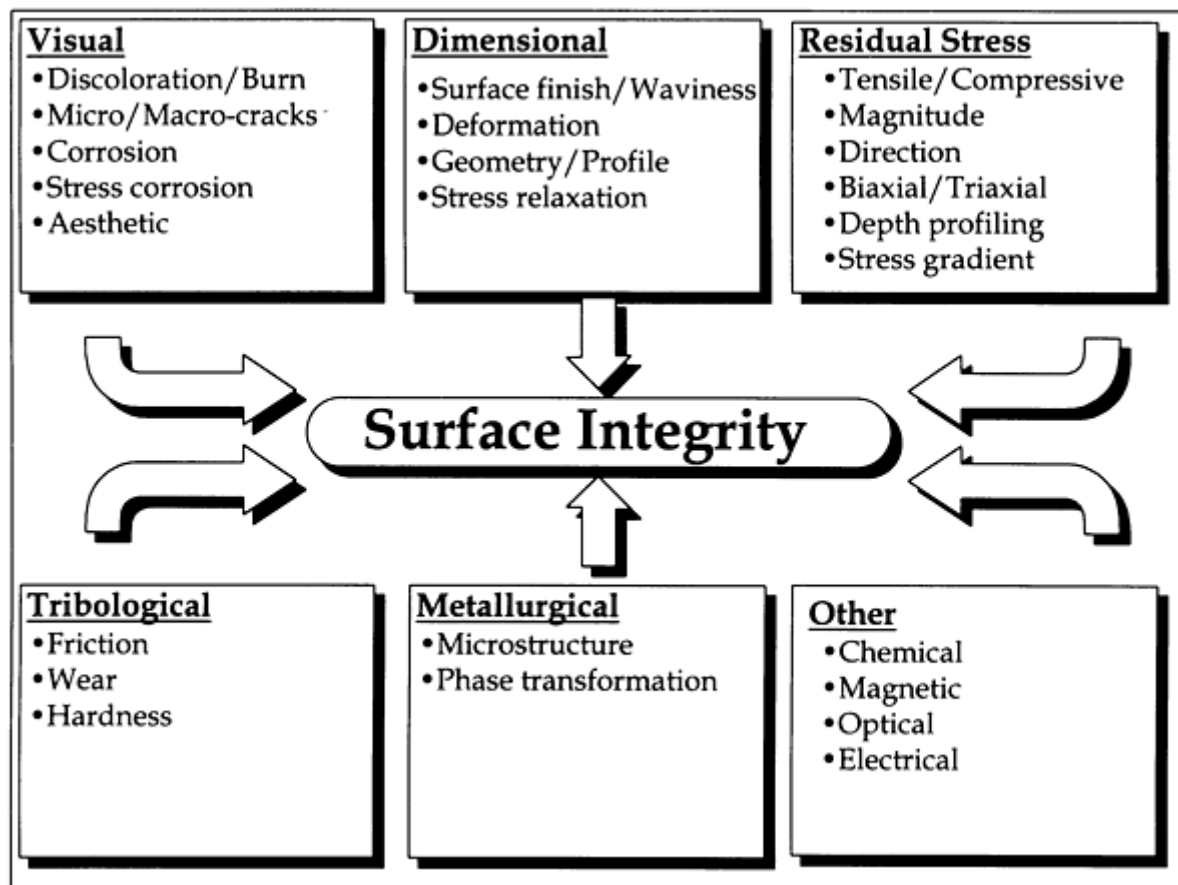 Visual
•Discoloration/Burn
•Micro/Macro-cracks
•Corrosion
•Stress corrosion
•Aesthetic
Dimensional
•Surface finish/Waviness
•Deformation
•Geometry/Profile
•Stress relaxation
Residual Stress
•Tensile/Compressive
•Magnitude
•Direction
•Biaxial/Triaxial
•Depth profiling
•Stress gradient
Surface Integrity
Tribological
•Friction
•Wear
•Hardness
Metallurgical
•Microstructure
•Phase transformation
Other
•Chemical
•Magnetic
•Optical
•Electrical